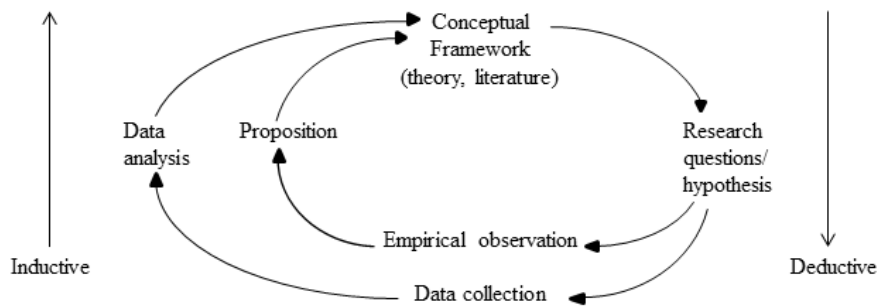 Conceptual
Framework
(theory, literature)
Data
analysis
Proposition
Research
questions/
hypothesis
Empirical observation
Inductive
Deductive
Data collection